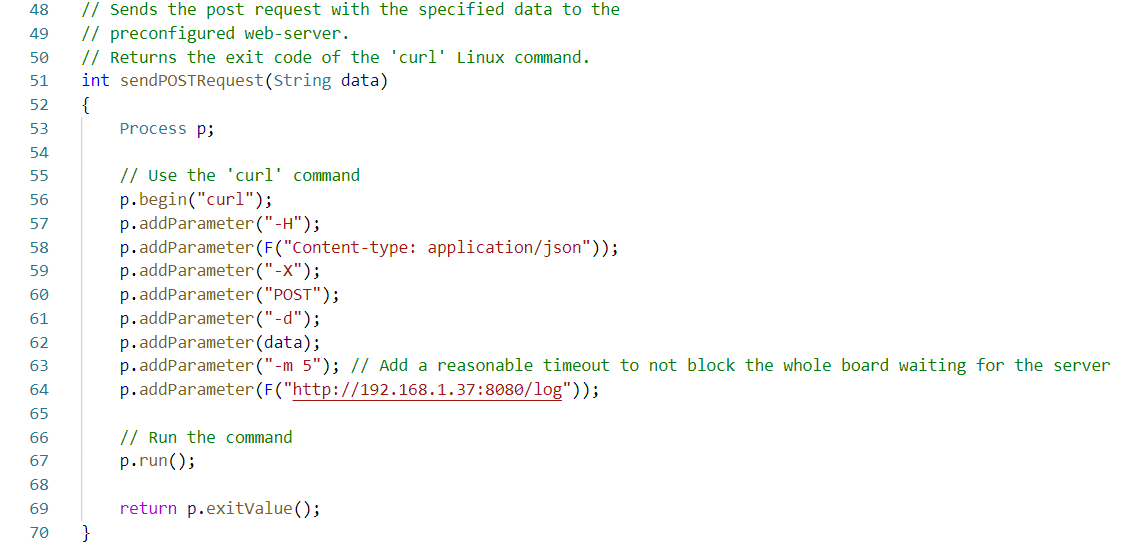 48 // Sends the post request with the specified data to the
49 // preconfigured web-server.
50 // Returns the exit code of the 'curl' Linux command.
51 int sendPOSTRequest(String data)
52 {
53     Process p;
54
55     // Use the 'curl' command
56     p.begin("curl");
57     p.addParameter("-H");
58     p.addParameter(F("Content-type: application/json"));
59     p.addParameter("-X");
60     p.addParameter("POST");
61     p.addParameter("-d");
62     p.addParameter(data);
63     p.addParameter("-m 5"); // Add a reasonable timeout to not block the whole board waiting for the server
64     p.addParameter(F("http://192.168.1.37:8080/log"));
65
66     // Run the command
67     p.run();
68
69     return p.exitValue();
70 }